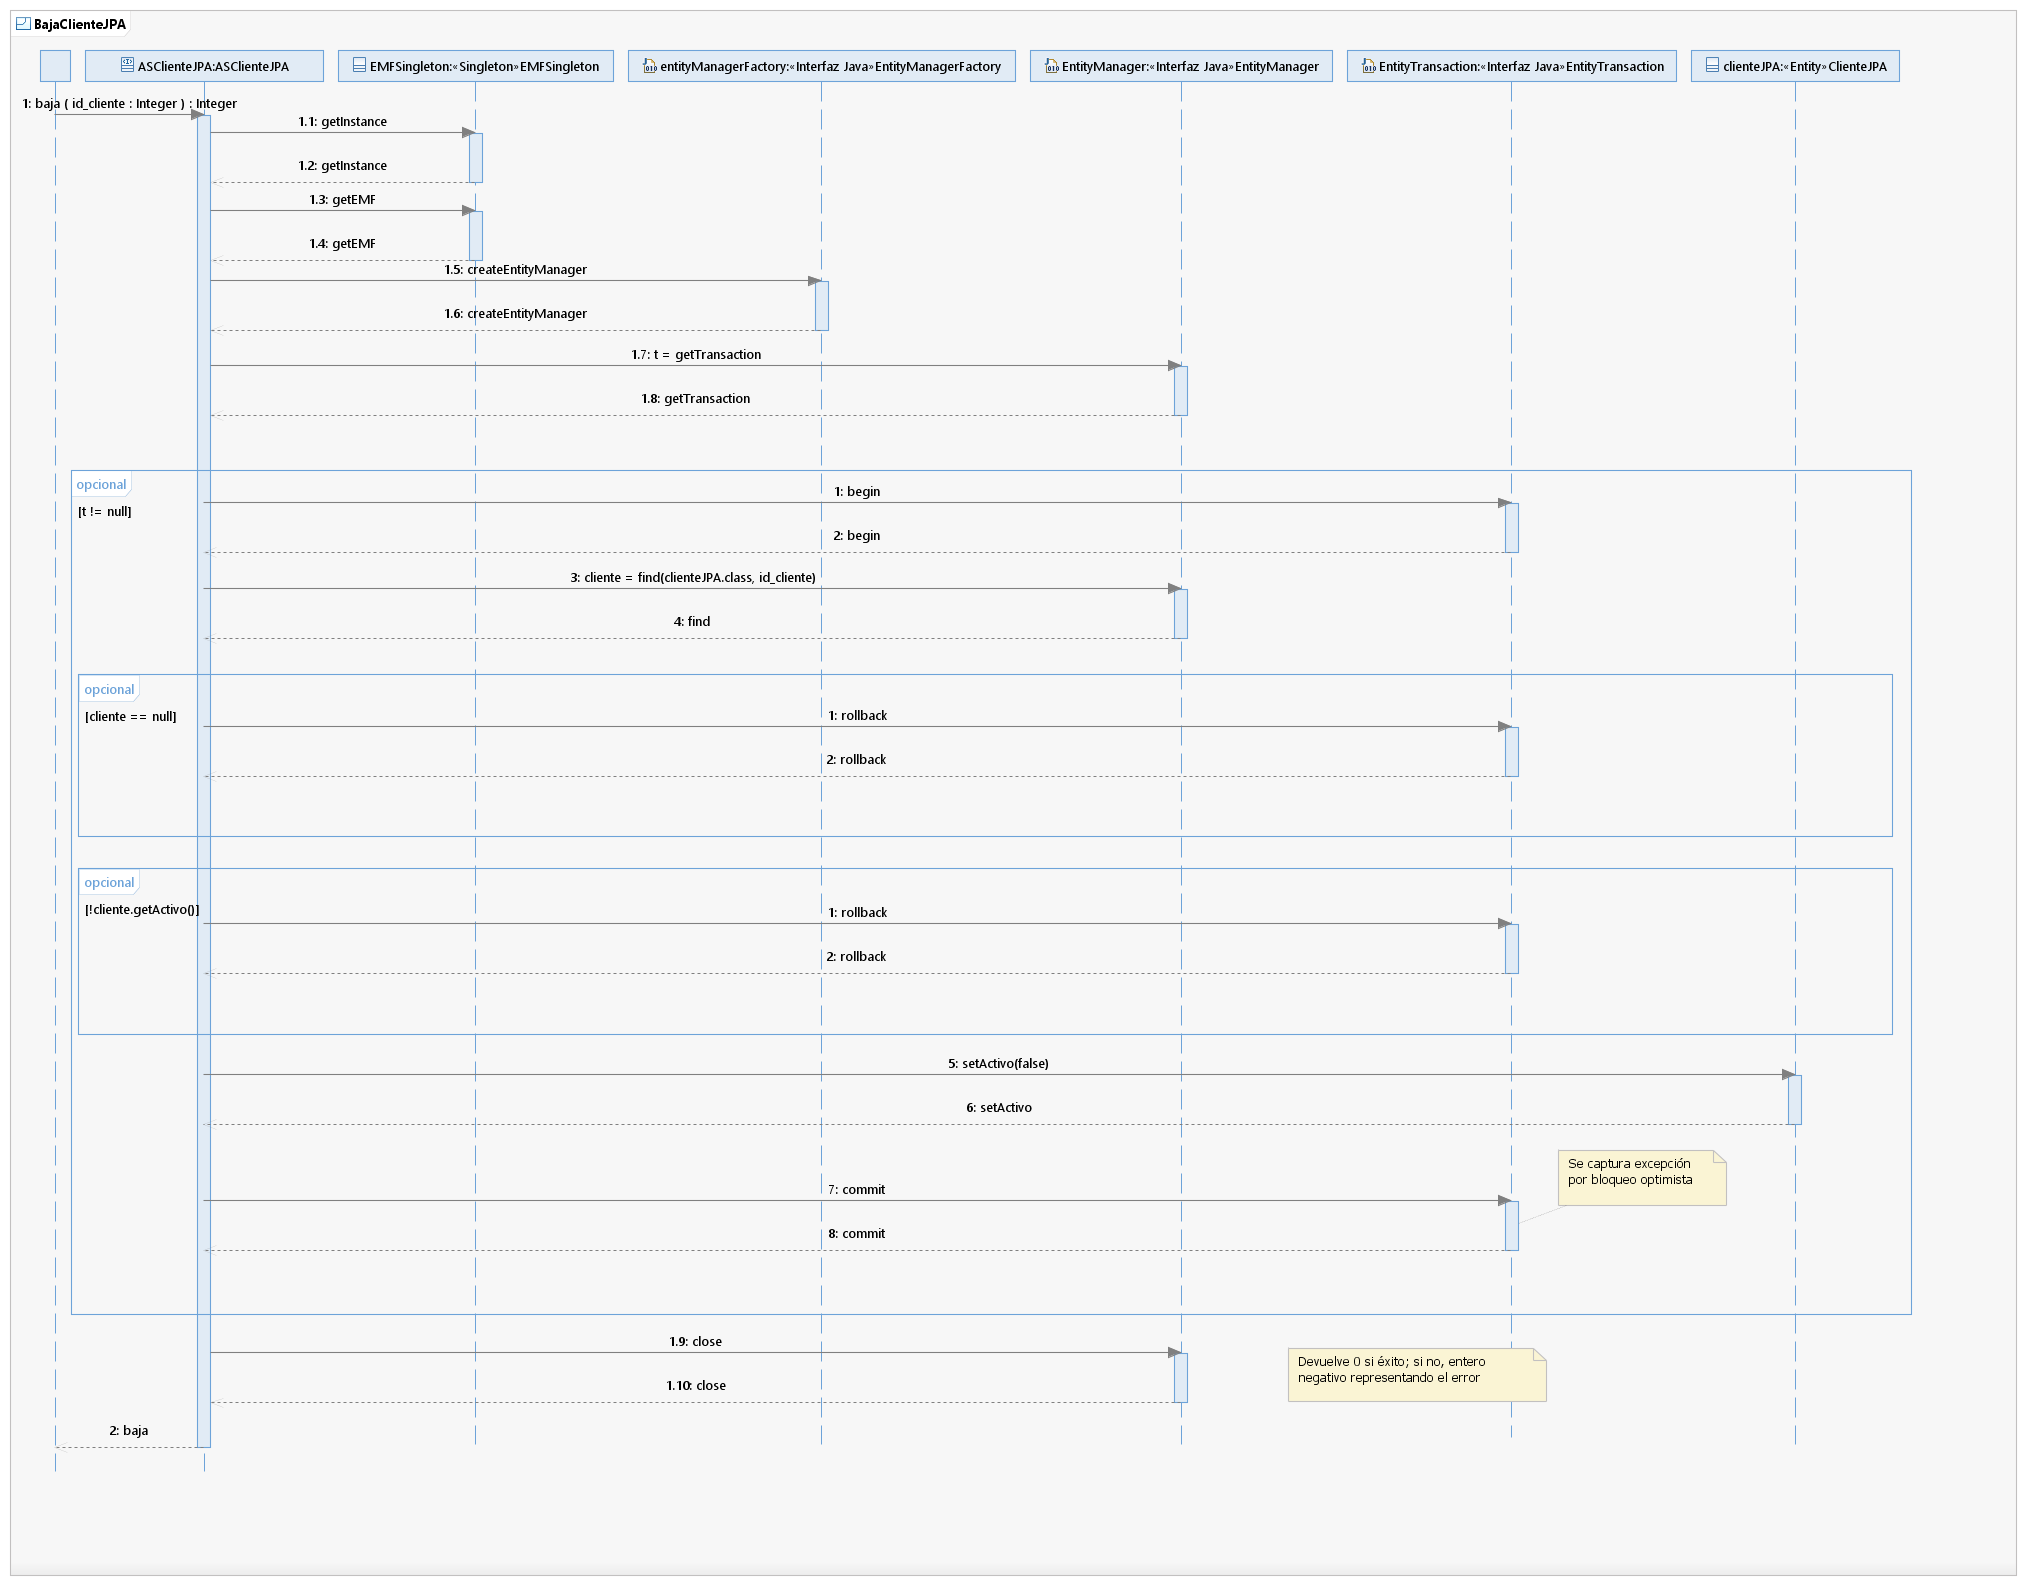 BajaClienteJPA
ASClienteJPA:ASClienteJPA
EMFSingleton:«Singleton»EMFSingleton
entityManagerFactory:«Interfaz Java»EntityManagerFactory
EntityManager:«Interfaz Java»EntityManager
EntityTransaction:«Interfaz Java»EntityTransaction
clienteJPA:«Entity»ClienteJPA
1: baja ( id_cliente : Integer ) : Integer
1.1: getInstance
1.2: getInstance
1.3: getEMF
1.4: getEMF
1.5: createEntityManager
1.6: createEntityManager
1.7: t = getTransaction
1.8: getTransaction
opcional
[t != null]
1: begin
2: begin
3: cliente = find(clienteJPA.class, id_cliente)
4: find
opcional
[cliente == null]
1: rollback
2: rollback
opcional
[!cliente.getActivo()]
1: rollback
2: rollback
5: setActivo(false)
6: setActivo
Se captura excepción
por bloqueo optimista
7: commit
8: commit
1.9: close
Devuelve 0 si éxito; si no, entero
negativo representando el error
1.10: close
2: baja